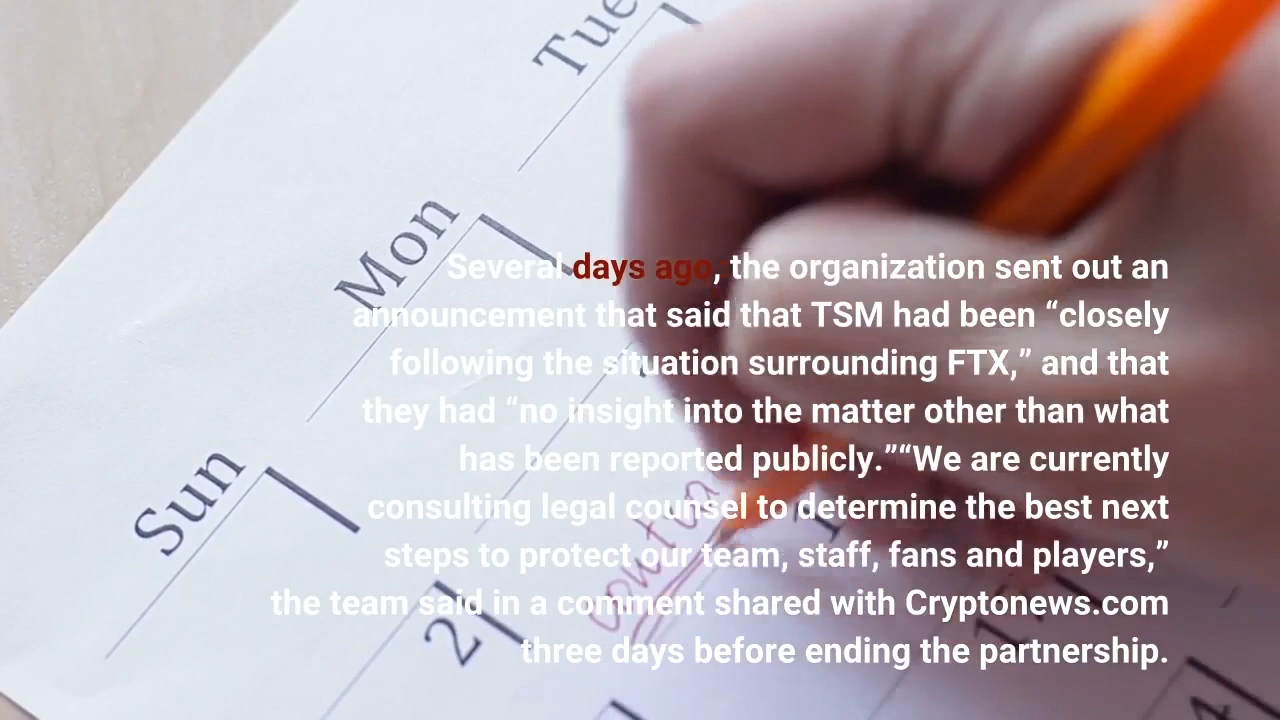 Tue
Mon
Sun
Several days ago, the organization sent out an
announcement that said that TSM had been “closely
following the situation surrounding FTX,” and that
they had “no insight into the matter other than what
has been reported publicly.”“We are currently
consulting legal counsel to determine the best next
steps to protect our team, staff, fans and players,”
the team said in a comment shared with Cryptonews.com
three days before ending the partnership.
2